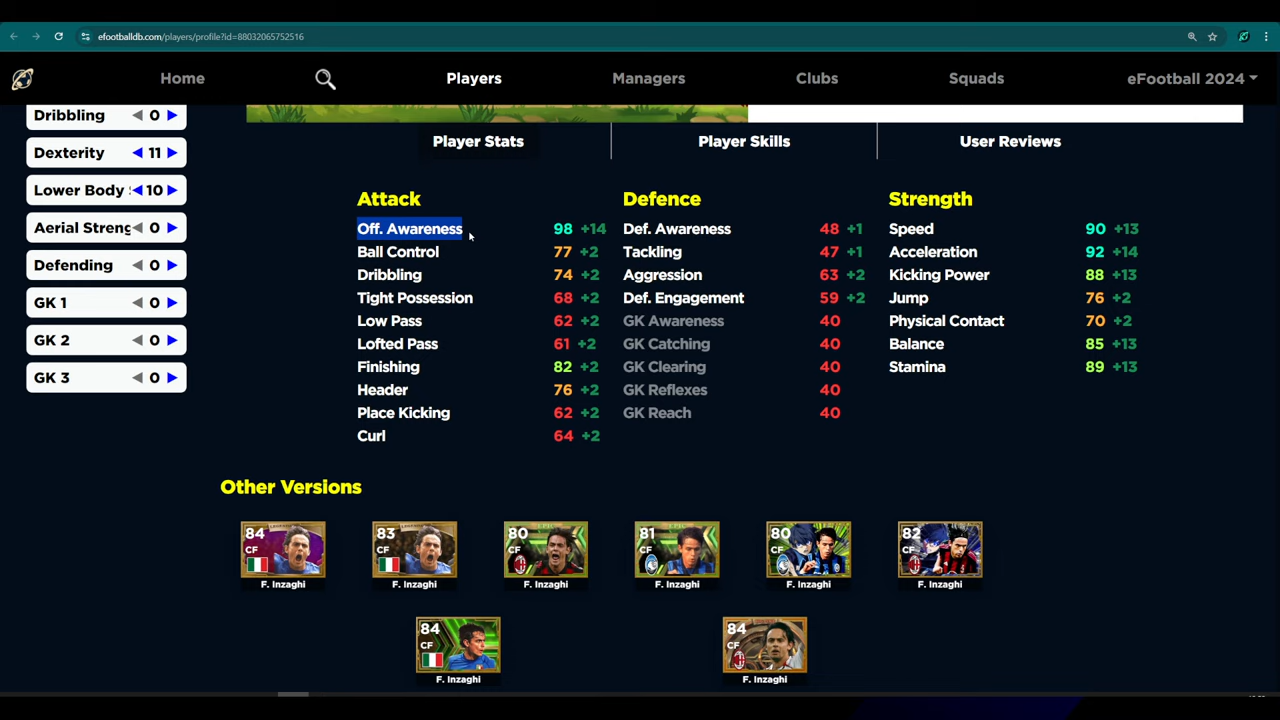 efootballdb.com/players/profile?id=88032065752516
Home Players Managers Clubs Squads eFootball 2024
Dribbling 0
Dexterity 11
Lower Body 10
Aerial Streng 0
Defending 0
GK 1 0
GK 2 0
GK 3 0
Player Stats Player Skills User Reviews
Attack
Off. Awareness 98 +14
Ball Control 77 +2
Dribbling 74 +2
Tight Possession 68 +2
Low Pass 62 +2
Lofted Pass 61 +2
Finishing 82 +2
Header 76 +2
Place Kicking 62 +2
Curl 64 +2
Defence
Def. Awareness 48 +1
Tackling 47 +1
Aggression 63 +2
Def. Engagement 59 +2
GK Awareness 40
GK Catching 40
GK Clearing 40
GK Reflexes 40
GK Reach 40
Strength
Speed 90 +13
Acceleration 92 +14
Kicking Power 88 +13
Jump 76 +2
Physical Contact 70 +2
Balance 85 +13
Stamina 89 +13
Other Versions
84
CF
F. Inzaghi
83
CF
F. Inzaghi
80
CF
F. Inzaghi
81
CF
F. Inzaghi
80
CF
F. Inzaghi
82
CF
F. Inzaghi
84
CF
F. Inzaghi
84
CF
F. Inzaghi